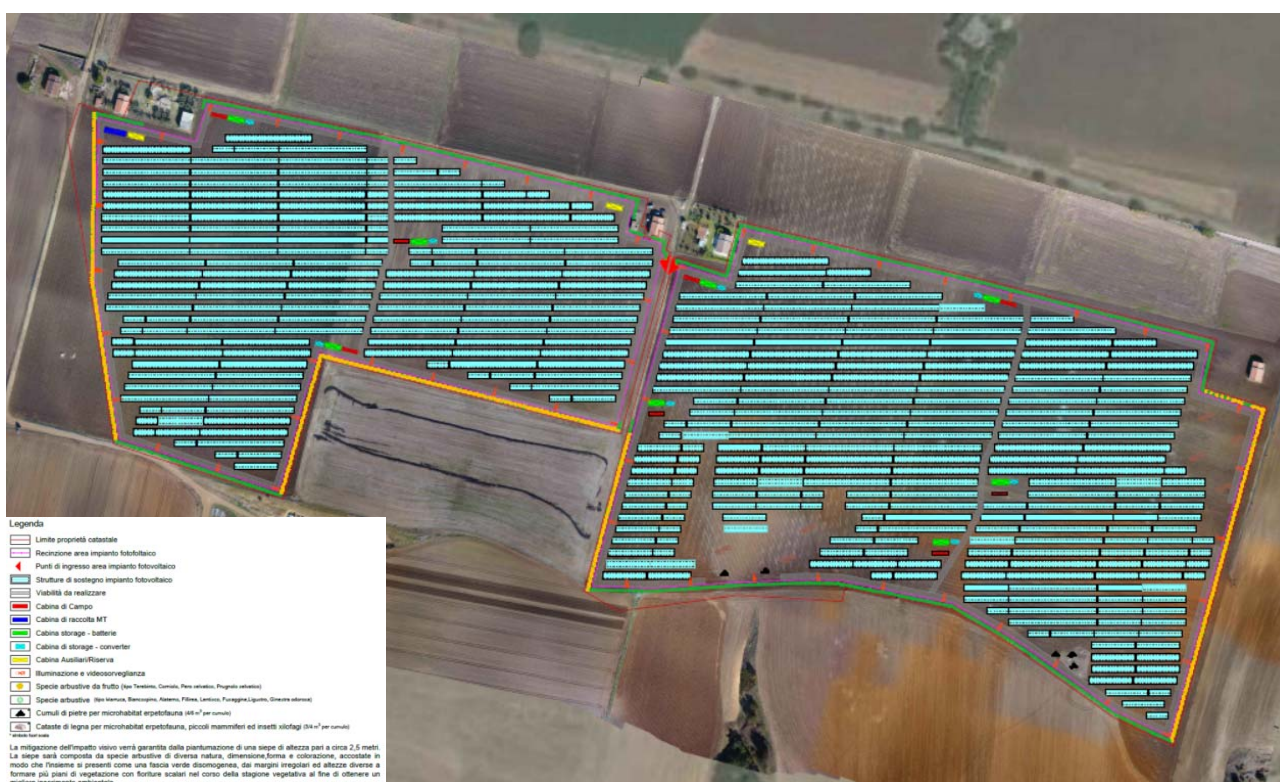 Legenda
Limite proprietà catastale
Recinzione area impianto fotofoltaico
Punti di ingresso area impianto fotovoltaico
Strutture di sostegno impianto fotovoltaico
Viabilità da realizzare
Cabina di Campo
Cabina di raccolta MT
Cabina storage - batterie
Cabina di storage - converter
Cabina Ausiliari/Riserva
Illuminazione e videosorveglianza
Specie arbustive da frutto (tipo Terebinto, Corniolo, Pero selvatico, Prugnolo selvatico)
Specie arbustive (tipo Marruca, Biancospino, Alaterno, Fillirea, Lentisco, Fusaggine, Ligustro, Ginestra odorosa)
Cumuli di pietre per microhabitat erpetofauna (4/6 m³ per cumulo)
Cataste di legna per microhabitat erpetofauna, piccoli mammiferi ed insetti xilofagi (3/4 m³ per cumulo)
* simbolo fuori scala
La mitigazione dell'impatto visivo verrà garantita dalla piantumazione di una siepe di altezza pari a circa 2,5 metri.
La siepe sarà composta da specie arbustive di diversa natura, dimensione,forma e colorazione, accostate in
modo che l'insieme si presenti come una fascia verde disomogenea, dai margini irregolari ed altezze diverse a
formare più piani di vegetazione con fioriture scalari nel corso della stagione vegetativa al fine di ottenere un
migliore inserimento ambientale